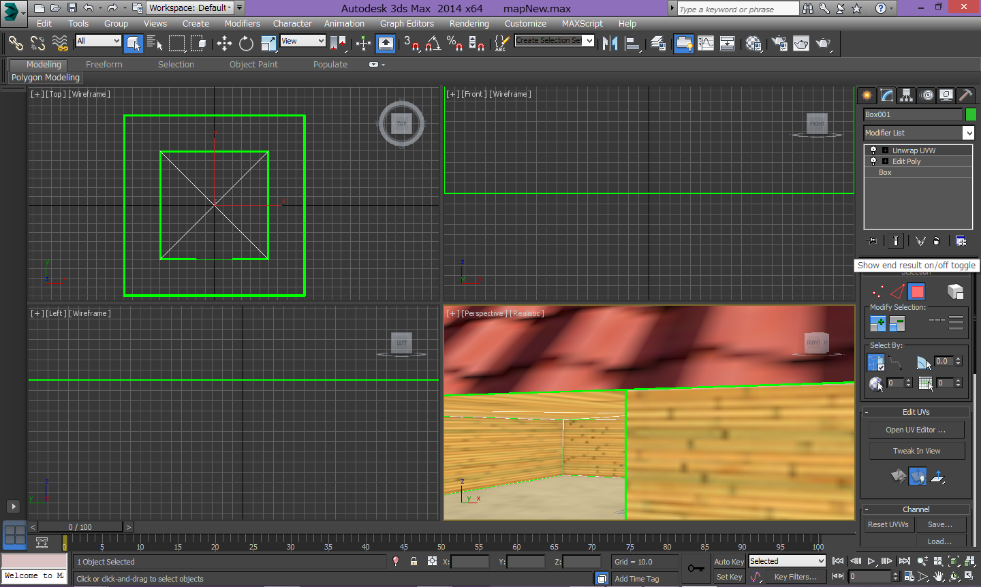 Workspace: Default
Autodesk 3ds Max 2014 x64 mapNew.max
Type a keyword or phrase
Edit Tools Group Views Create Modifiers Character Animation Graph Editors Rendering Customize MAXScript Help
All View Create Selection Se
Modeling Freeform Selection Object Paint Populate
Polygon Modeling
[+][Top][Wireframe]
TOP
[+][Front][Wireframe]
FRONT
Box001
Modifier List
Unwrap UVW
Edit Poly
Box
Show end result on/off toggle
Selection
Modify Selection:
[+][Left][Wireframe]
LEFT
[+][Perspective][Realistic]
Select By:
0.0
0 0
- Edit UVs
Open UV Editor ...
Tweak In View
- Channel
Reset UVWs Save...
Load...
z
y x
< 0 / 100 >
0 5 10 15 20 25 30 35 40 45 50 55 60 65 70 75 80 85 90 95 100
1 Object Selected X: Y: Z: Grid = 10.0 Auto Key Selected
Welcome to M
Click or click-and-drag to select objects Add Time Tag Set Key Key Filters... 0